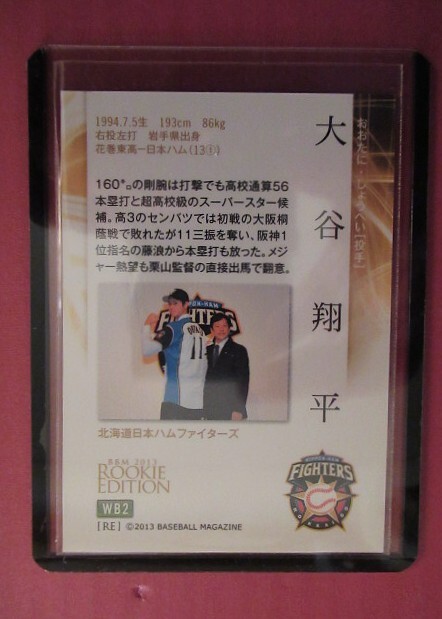 1994.7.5生 193cm 86kg
右投左打 岩手県出身
花巻東高―日本ハム(13①)
大谷翔平
おおたに・しょうへい[投手]
160㌔の剛腕は打撃でも高校通算56
本塁打と超高校級のスーパースター候
補。高3のセンバツでは初戦の大阪桐
蔭戦で敗れたが11三振を奪い、阪神1
位指名の藤浪から本塁打も放った。メジ
ャー熱望も栗山監督の直接出馬で翻意。
NIPPON-HAM
FIGHTERS
OHTANI
11
北海道日本ハムファイターズ
BBM 2013
ROOKIE
EDITION
WB2
[RE] ©2013 BASEBALL MAGAZINE
NIPPON-HAM
FIGHTERS
HOKKAIDO